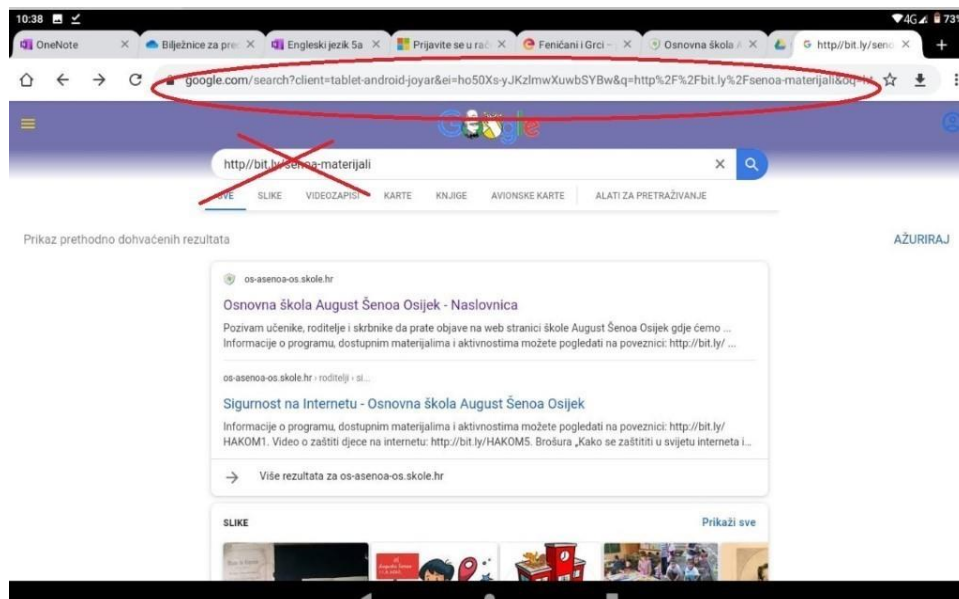 10:38 4G 73%
OneNote Bilježnice za pre Engleski jezik 5a Prijavite se u rač Feničani i Grci – Osnovna škola A G http//bit.ly/seno
google.com/search?client=tablet-android-joyar&ei=ho50Xs-yJKzlmwXuwbSYBw&q=http%2F%2Fbit.ly%2Fsenoa-materijali&oq=ht
Google
http//bit.ly/senoa-materijali
SVE SLIKE VIDEOZAPISI KARTE KNJIGE AVIONSKE KARTE ALATI ZA PRETRAŽIVANJE
Prikaz prethodno dohvaćenih rezultata AŽURIRAJ
os-asenoa-os.skole.hr
Osnovna škola August Šenoa Osijek - Naslovnica
Pozivam učenike, roditelje i skrbnike da prate objave na web stranici škole August Šenoa Osijek gdje ćemo ...
Informacije o programu, dostupnim materijalima i aktivnostima možete pogledati na poveznici: http://bit.ly/ ...
os-asenoa-os.skole.hr › roditelji › si...
Sigurnost na Internetu - Osnovna škola August Šenoa Osijek
Informacije o programu, dostupnim materijalima i aktivnostima možete pogledati na poveznici: http://bit.ly/
HAKOM1. Video o zaštiti djece na internetu: http://bit.ly/HAKOM5. Brošura „Kako se zaštititi u svijetu interneta i...
Više rezultata za os-asenoa-os.skole.hr
SLIKE Prikaži sve